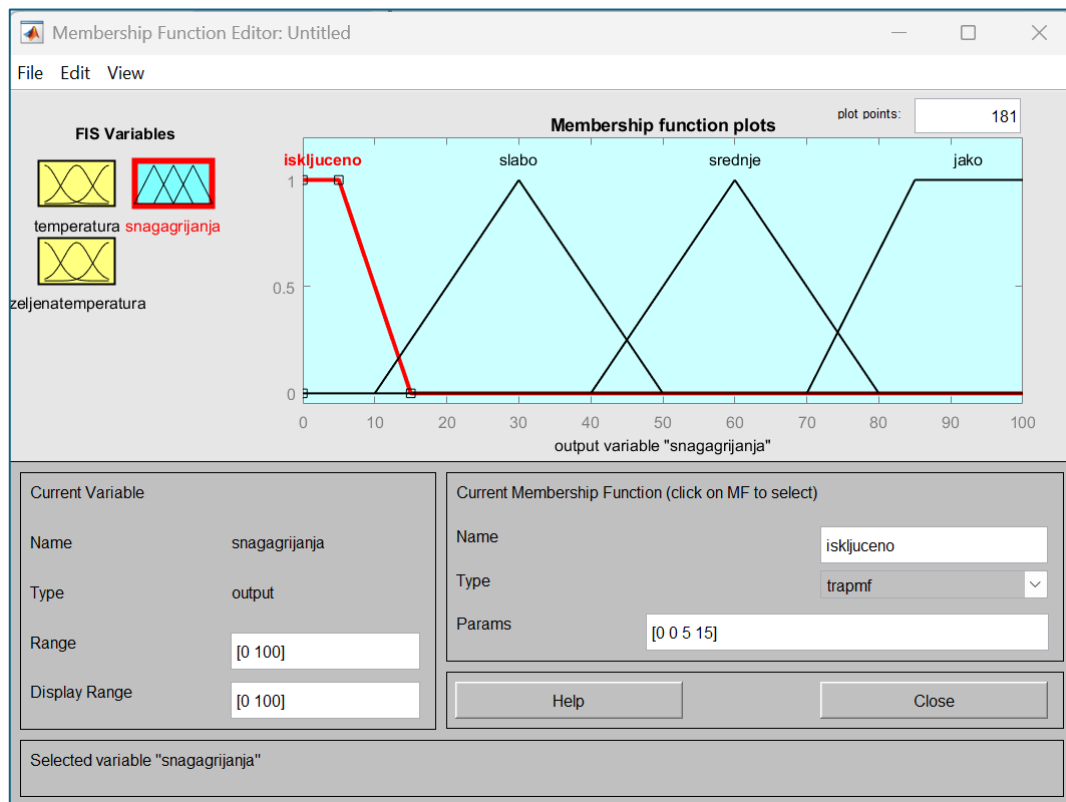 Membership Function Editor: Untitled
File Edit View
FIS Variables
temperatura snagagrijanja
zeljenatemperatura
Membership function plots
plot points: 181
iskljuceno slabo srednje jako
1
0.5
0
0 10 20 30 40 50 60 70 80 90 100
output variable "snagagrijanja"
Current Variable
Name snagagrijanja
Type output
Range [0 100]
Display Range [0 100]
Current Membership Function (click on MF to select)
Name iskljuceno
Type trapmf
Params [0 0 5 15]
Help Close
Selected variable "snagagrijanja"